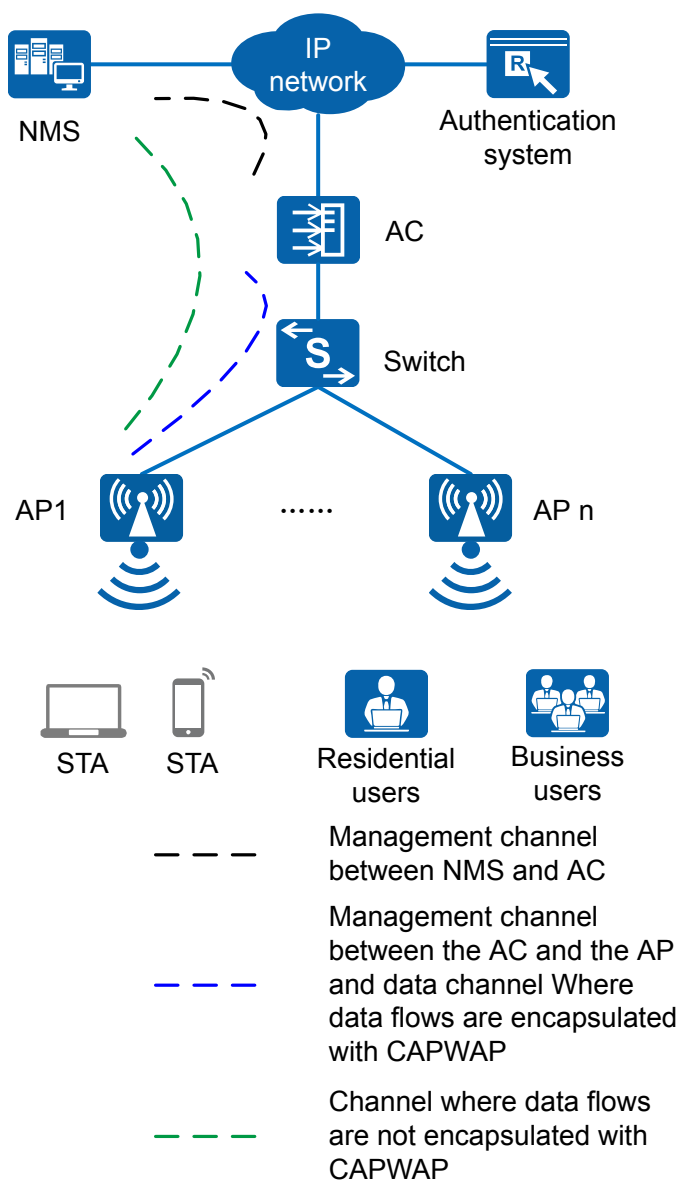 IP
network
R
NMS
Authentication
system
AC
S
Switch
AP1
......
AP n
STA
STA
Residential
users
Business
users
Management channel
between NMS and AC
Management channel
between the AC and the AP
and data channel Where
data flows are encapsulated
with CAPWAP
Channel where data flows
are not encapsulated with
CAPWAP